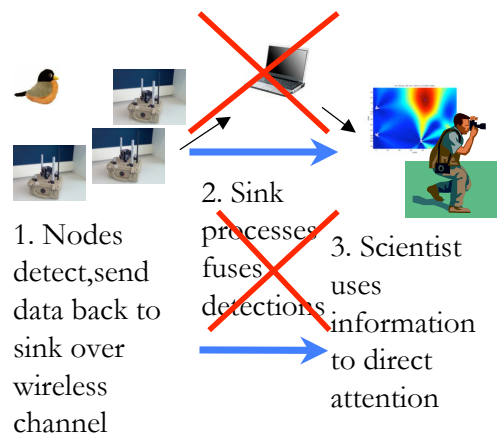 1. Nodes
detect,send
data back to
sink over
wireless
channel
2. Sink
processes
fuses
detections
3. Scientist
uses
information
to direct
attention